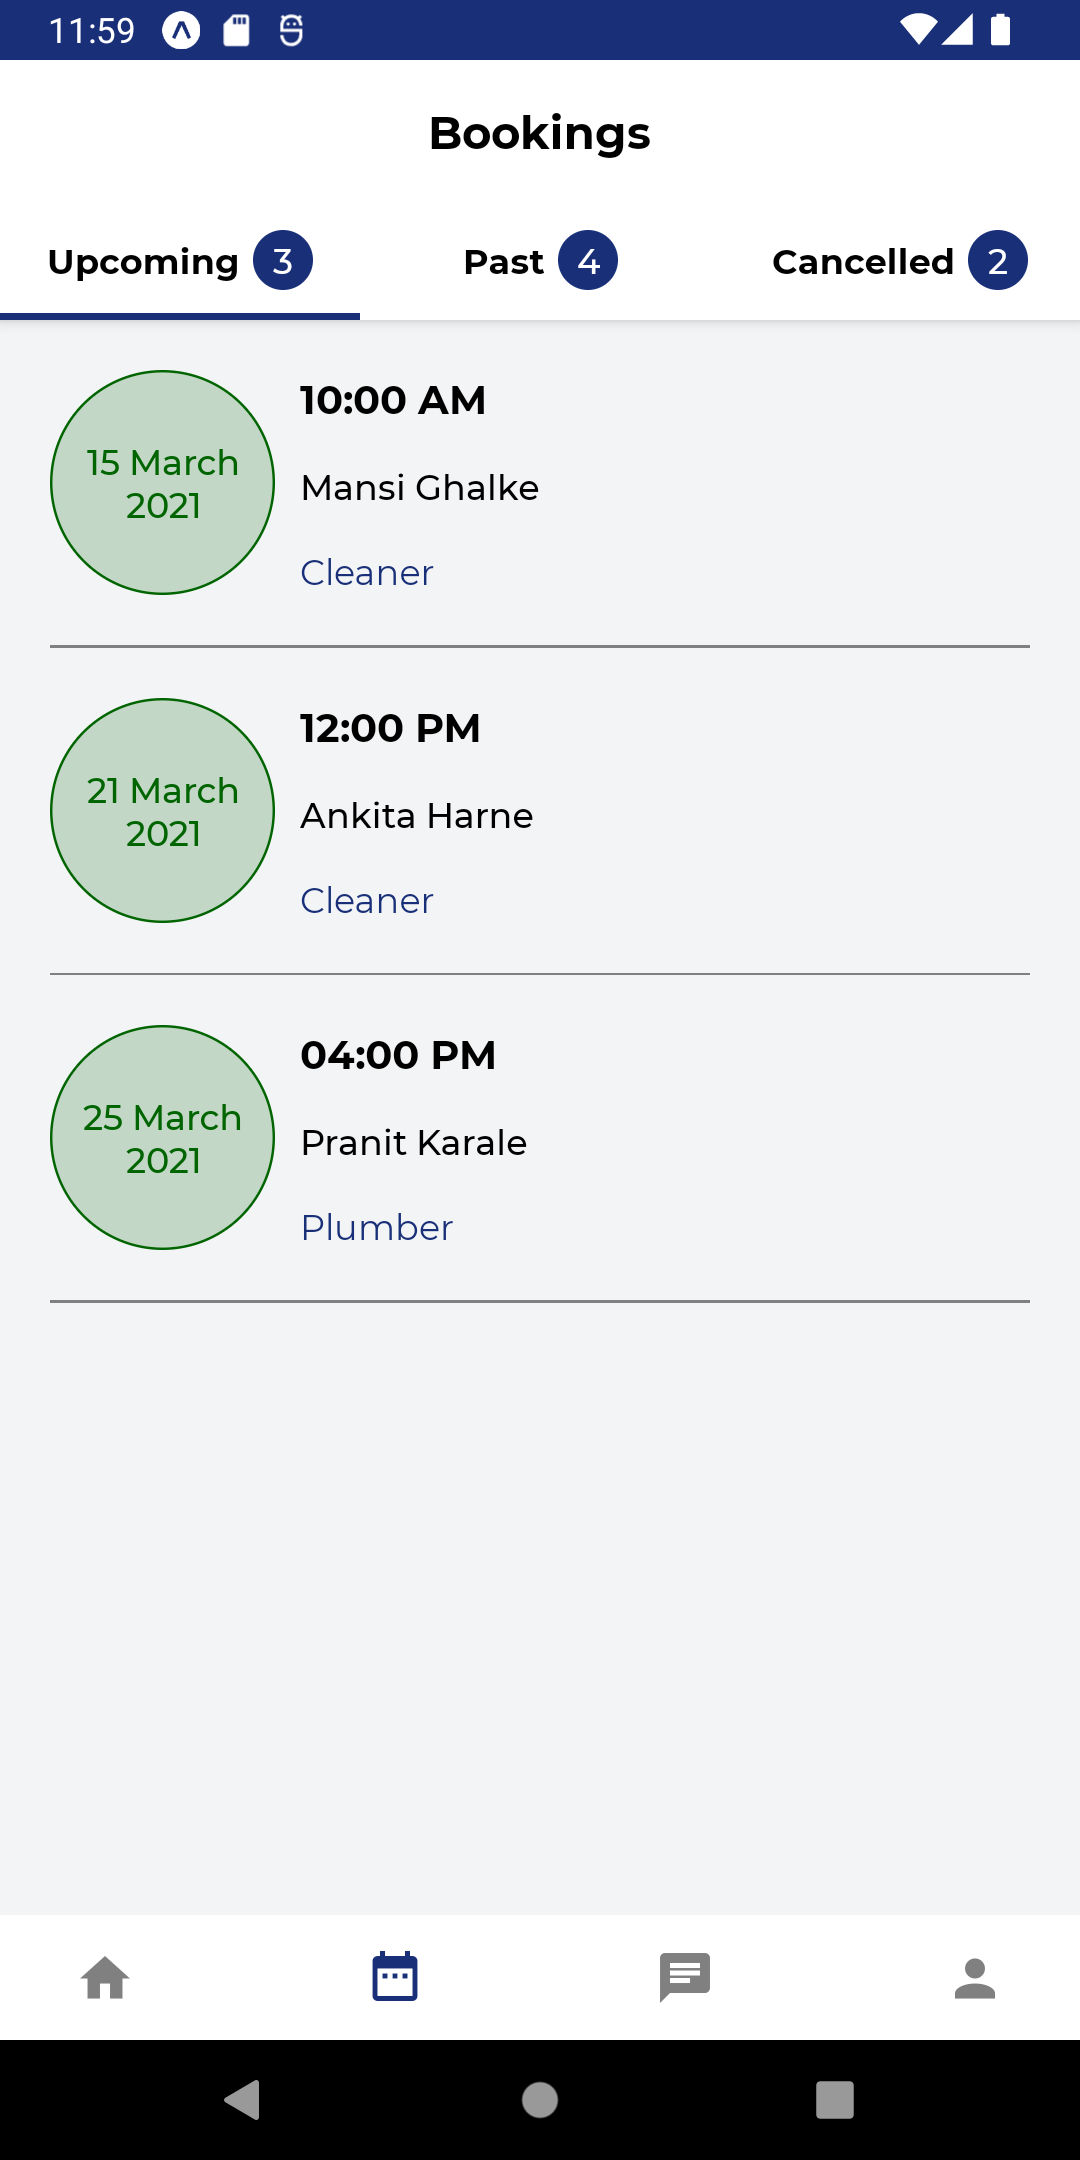 11:59
Bookings
Upcoming 3 Past 4 Cancelled 2
15 March
2021
10:00 AM
Mansi Ghalke
Cleaner
21 March
2021
12:00 PM
Ankita Harne
Cleaner
25 March
2021
04:00 PM
Pranit Karale
Plumber